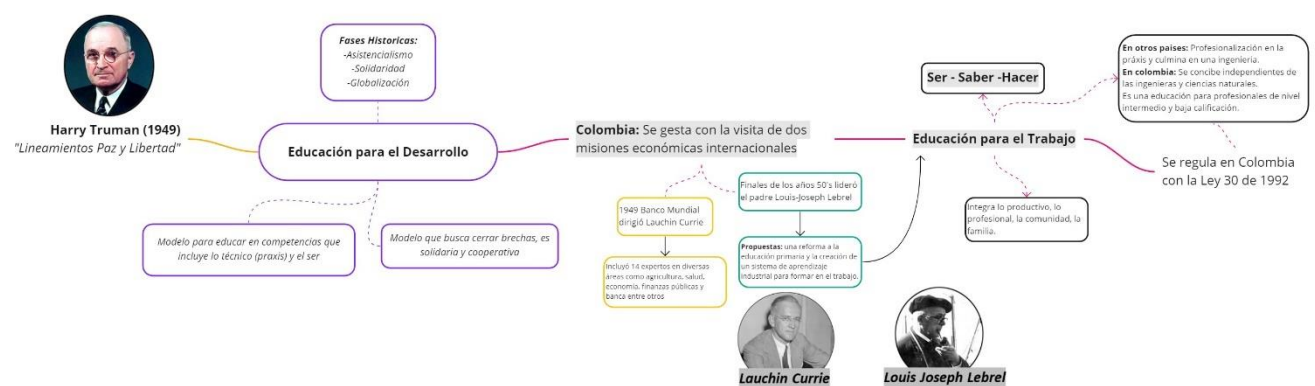 Fases Historicas:
-Asistencialismo
-Solidaridad
-Globalización
Harry Truman (1949)
"Lineamientos Paz y Libertad"
Educación para el Desarrollo
Modelo para educar en competencias que
incluye lo técnico (praxis) y el ser
Modelo que busca cerrar brechas, es
solidaria y cooperativa
Colombia: Se gesta con la visita de dos
misiones económicas internacionales
1949 Banco Mundial
dirigió Lauchin Currie
Incluyó 14 expertos en diversas
áreas como agricultura, salud,
economía, finanzas públicas y
banca entre otros
Finales de los años 50's lideró
el padre Louis-Joseph Lebrel
Propuestas: una reforma a la
educación primaria y la creación de
un sistema de aprendizaje
industrial para formar en el trabajo.
Lauchin Currie
Louis Joseph Lebrel
Ser - Saber -Hacer
Educación para el Trabajo
Integra lo productivo, lo
profesional, la comunidad, la
familia.
En otros paises: Profesionalización en la
práxis y culmina en una ingeniería.
En colombia: Se concibe independientes de
las ingenieras y ciencias naturales.
Es una educación para profesionales de nivel
intermedio y baja calificación.
Se regula en Colombia
con la Ley 30 de 1992